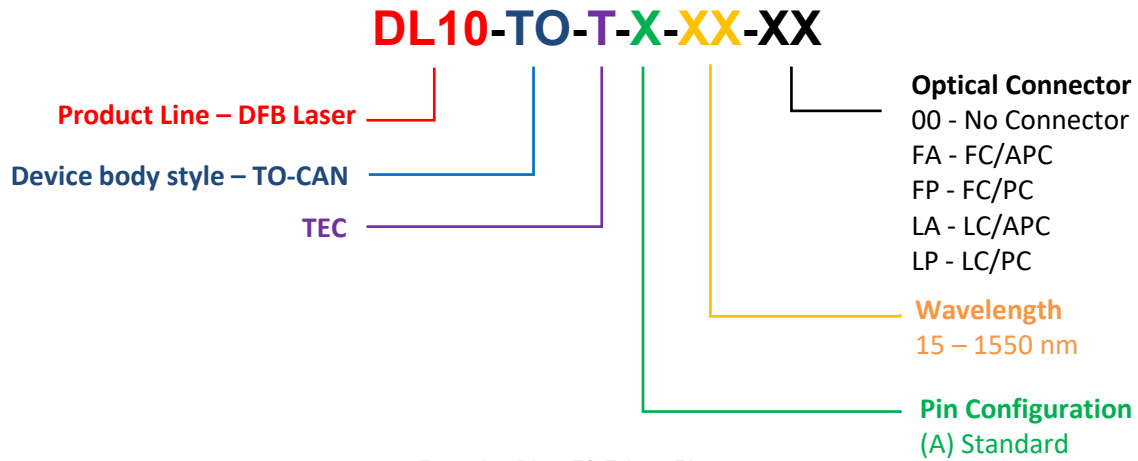 DL10-TO-T-X-XX-XX
Product Line – DFB Laser
Device body style – TO-CAN
TEC
Optical Connector
00 - No Connector
FA - FC/APC
FP - FC/PC
LA - LC/APC
LP - LC/PC
Wavelength
15 – 1550 nm
Pin Configuration
(A) Standard